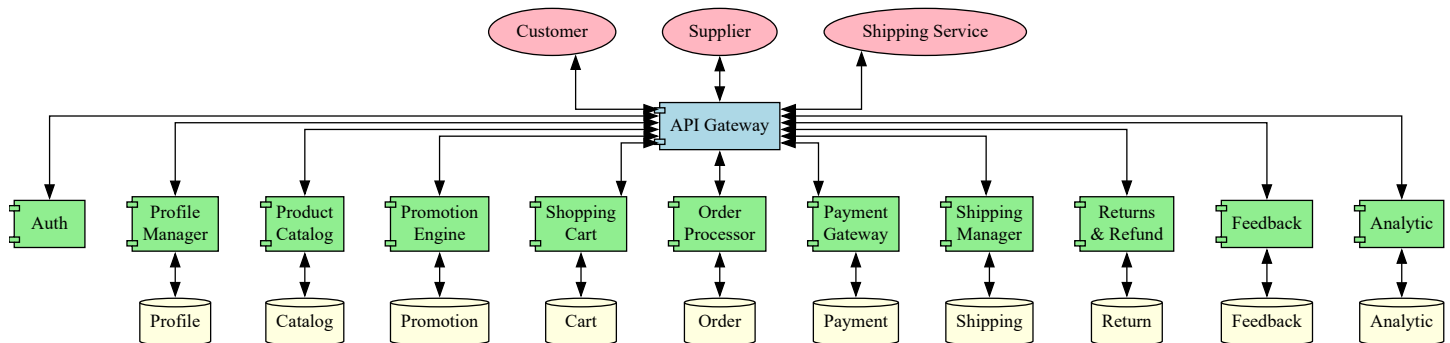 Customer
Supplier
Shipping Service
API Gateway
Auth
Profile
Manager
Product
Catalog
Promotion
Engine
Shopping
Cart
Order
Processor
Payment
Gateway
Shipping
Manager
Returns
& Refund
Feedback
Analytic
Profile
Catalog
Promotion
Cart
Order
Payment
Shipping
Return
Feedback
Analytic